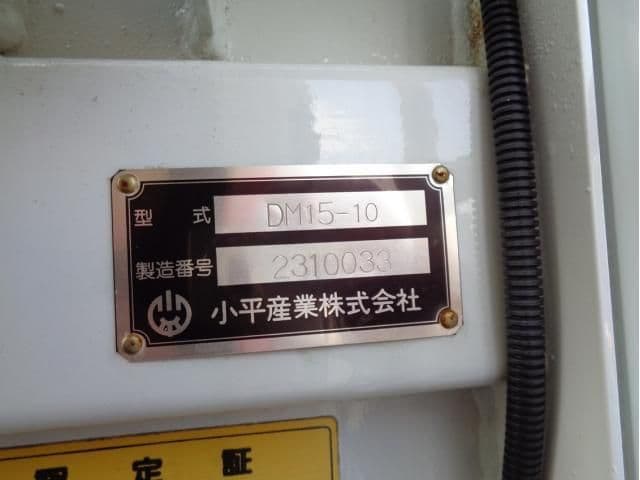 型 式 DM15-10
製造番号 2310033
小平産業株式会社
定証